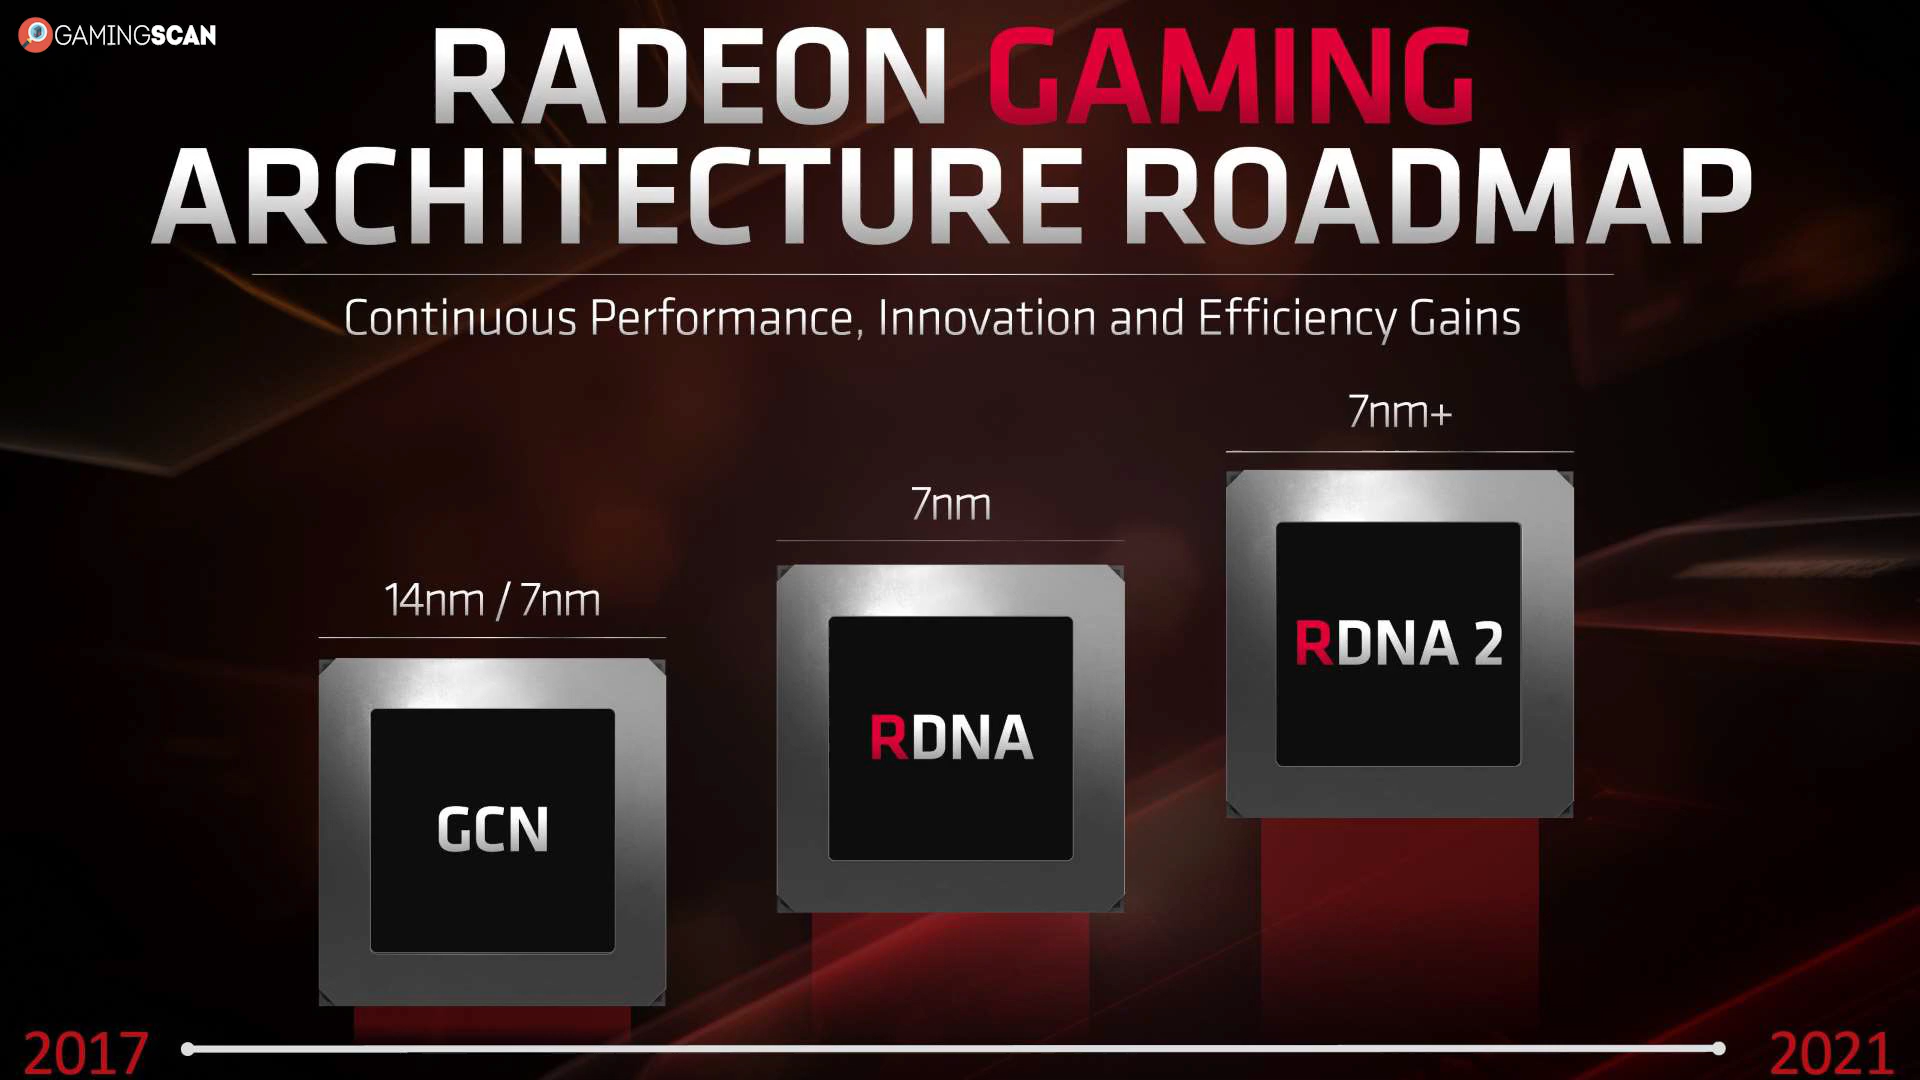 GAMINGSCAN
RADEON GAMING
ARCHITECTURE ROADMAP
Continuous Performance, Innovation and Efficiency Gains
14nm / 7nm
GCN
7nm
RDNA
7nm+
RDNA 2
2017
2021